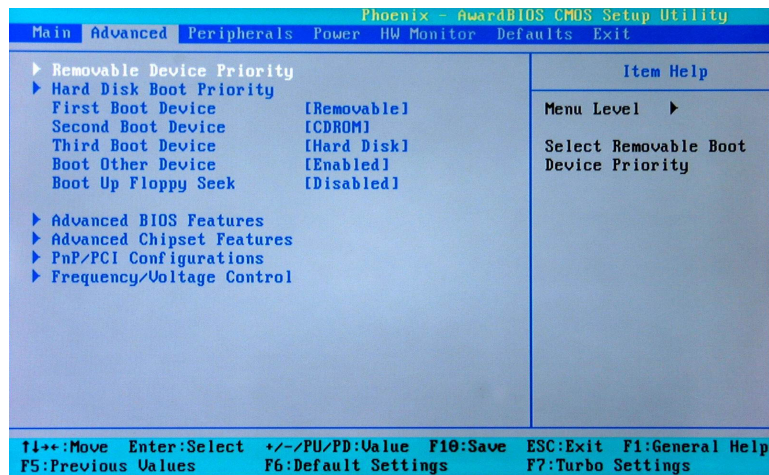 Phoenix - AwardBIOS CMOS Setup Utility
Main Advanced Peripherals Power HW Monitor Defaults Exit
▶ Removable Device Priority
▶ Hard Disk Boot Priority
First Boot Device [Removable]
Second Boot Device [CDROM]
Third Boot Device [Hard Disk]
Boot Other Device [Enabled]
Boot Up Floppy Seek [Disabled]
▶ Advanced BIOS Features
▶ Advanced Chipset Features
▶ PnP/PCI Configurations
▶ Frequency/Voltage Control
Item Help
Menu Level ▶
Select Removable Boot
Device Priority
↑↓→←:Move Enter:Select +/-/PU/PD:Value F10:Save ESC:Exit F1:General Help
F5:Previous Values F6:Default Settings F7:Turbo Settings